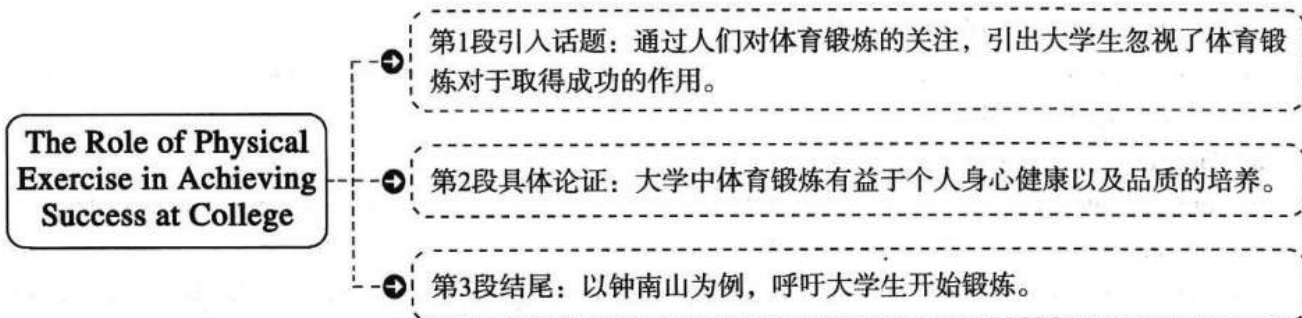 The Role of Physical
Exercise in Achieving
Success at College
第1段引入话题：通过人们对体育锻炼的关注，引出大学生忽视了体育锻
炼对于取得成功的作用。
第2段具体论证：大学中体育锻炼有益于个人身心健康以及品质的培养。
第3段结尾：以钟南山为例，呼吁大学生开始锻炼。